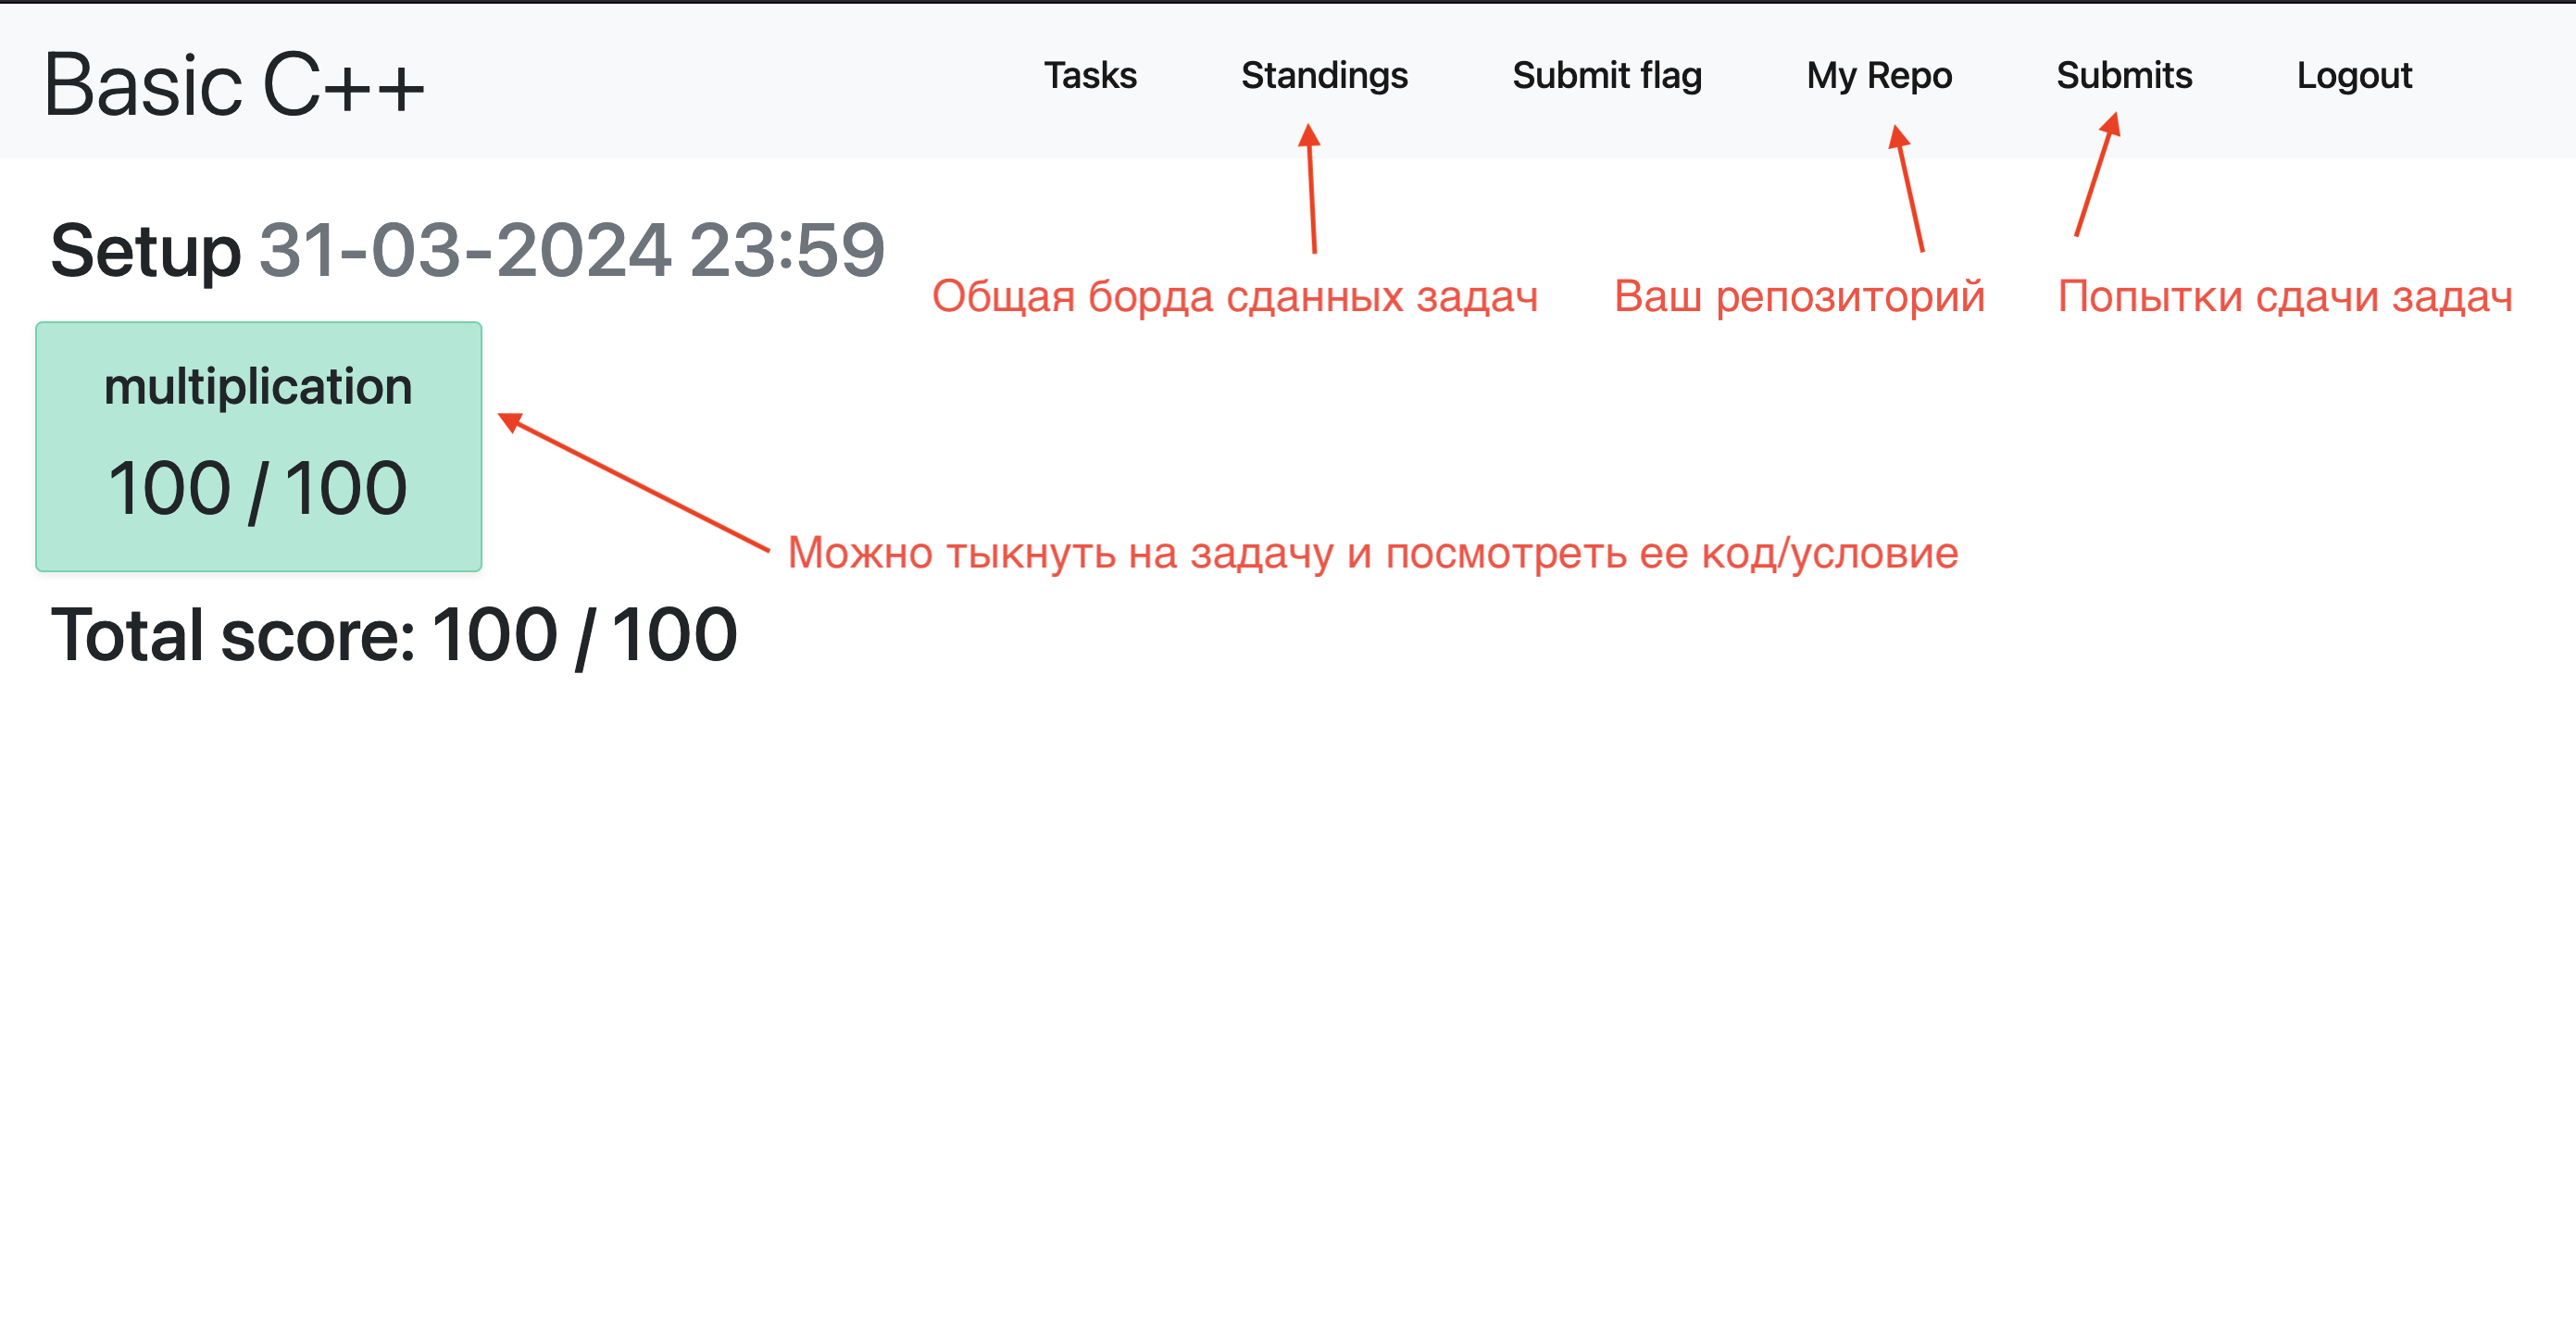 Basic C++
Tasks Standings Submit flag My Repo Submits Logout
Setup 31-03-2024 23:59
Общая борда сданных задач Ваш репозиторий Попытки сдачи задач
multiplication
100 / 100
Можно тыкнуть на задачу и посмотреть ее код/условие
Total score: 100 / 100